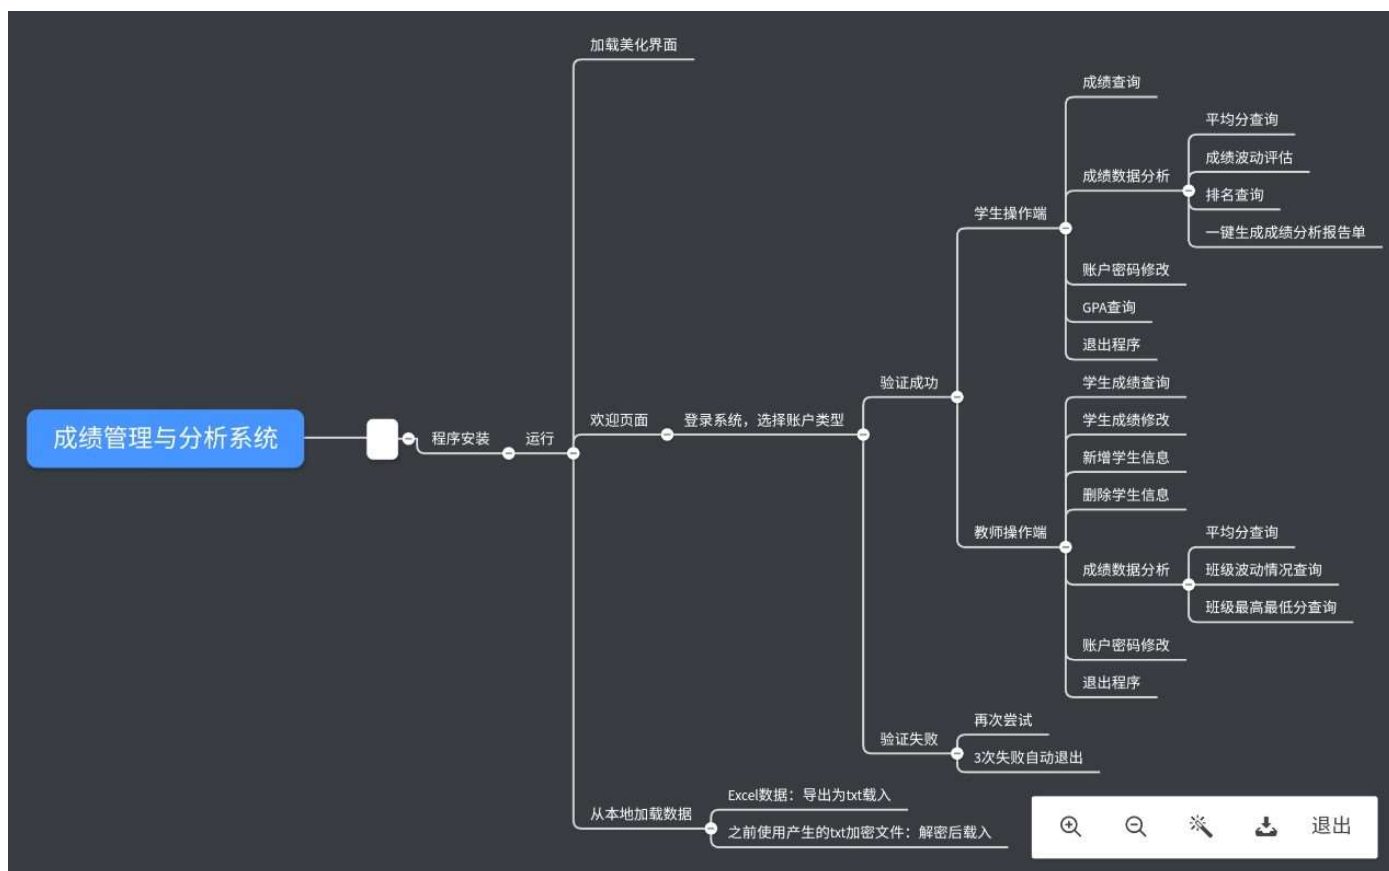 成绩管理与分析系统
程序安装
运行
加载美化界面
欢迎页面
登录系统，选择账户类型
验证成功
学生操作端
成绩查询
成绩数据分析
平均分查询
成绩波动评估
排名查询
一键生成成绩分析报告单
账户密码修改
GPA查询
退出程序
教师操作端
学生成绩查询
学生成绩修改
新增学生信息
删除学生信息
成绩数据分析
平均分查询
班级波动情况查询
班级最高最低分查询
账户密码修改
退出程序
验证失败
再次尝试
3次失败自动退出
从本地加载数据
Excel数据：导出为txt载入
之前使用产生的txt加密文件：解密后载入
退出